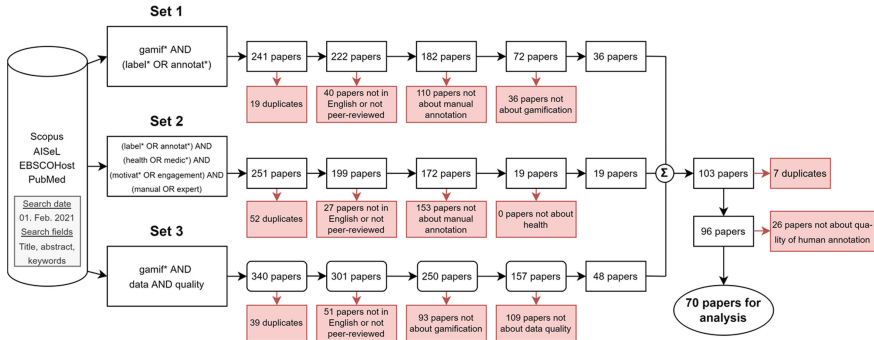 Set 1
gamif* AND
(label* OR annotat*)
241 papers
222 papers
182 papers
72 papers
36 papers
19 duplicates
40 papers not in
English or not
peer-reviewed
110 papers not
about manual
annotation
36 papers not
about gamification
Scopus
AISeL
EBSCOHost
PubMed
Search date
01. Feb. 2021
Search fields
Title, abstract,
keywords
Set 2
(label* OR annotat*) AND
(health OR medic*) AND
(motivat* OR engagement) AND
(manual OR expert)
251 papers
199 papers
172 papers
19 papers
19 papers
52 duplicates
27 papers not in
English or not
peer-reviewed
153 papers not
about manual
annotation
0 papers not about
health
Σ
103 papers
7 duplicates
96 papers
26 papers not about qua-
lity of human annotation
70 papers for
analysis
Set 3
gamif* AND
data AND quality
340 papers
301 papers
250 papers
157 papers
48 papers
39 duplicates
51 papers not in
English or not
peer-reviewed
93 papers not
about gamification
109 papers not
about data quality